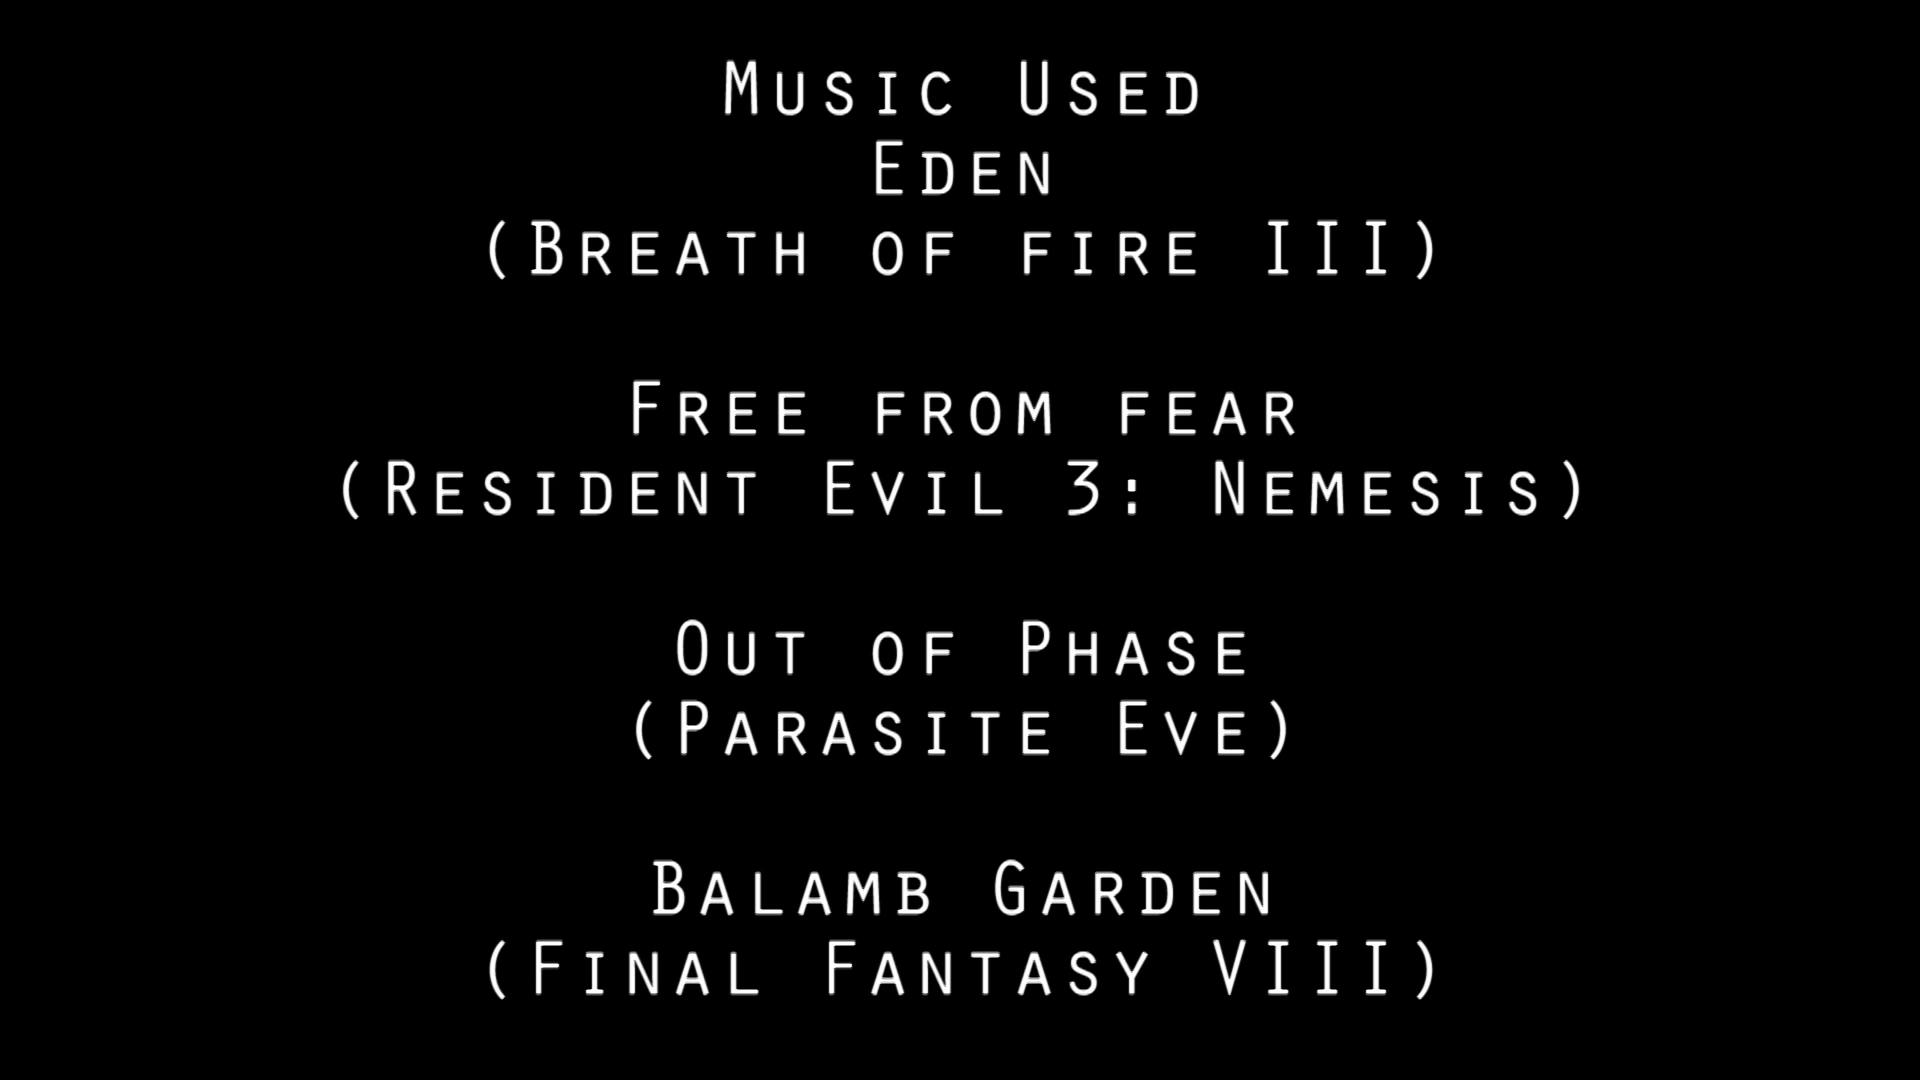 Music Used
Eden
(Breath of fire III)
Free from fear
(Resident Evil 3: Nemesis)
Out of Phase
(Parasite Eve)
Balamb Garden
(Final Fantasy VIII)